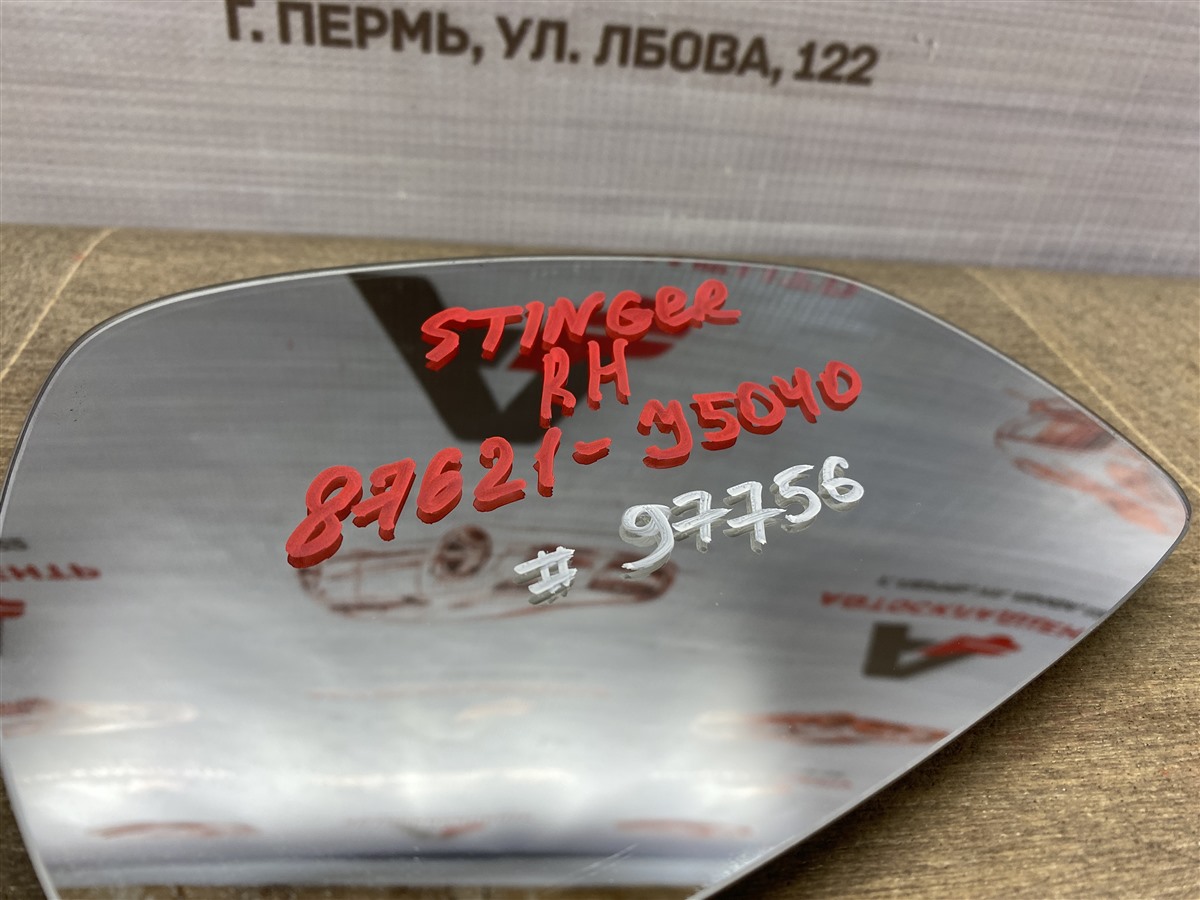 Г. ПЕРМЬ, УЛ. ЛБОВА, 122
STINGER
RH
87621-J5040
# 97756